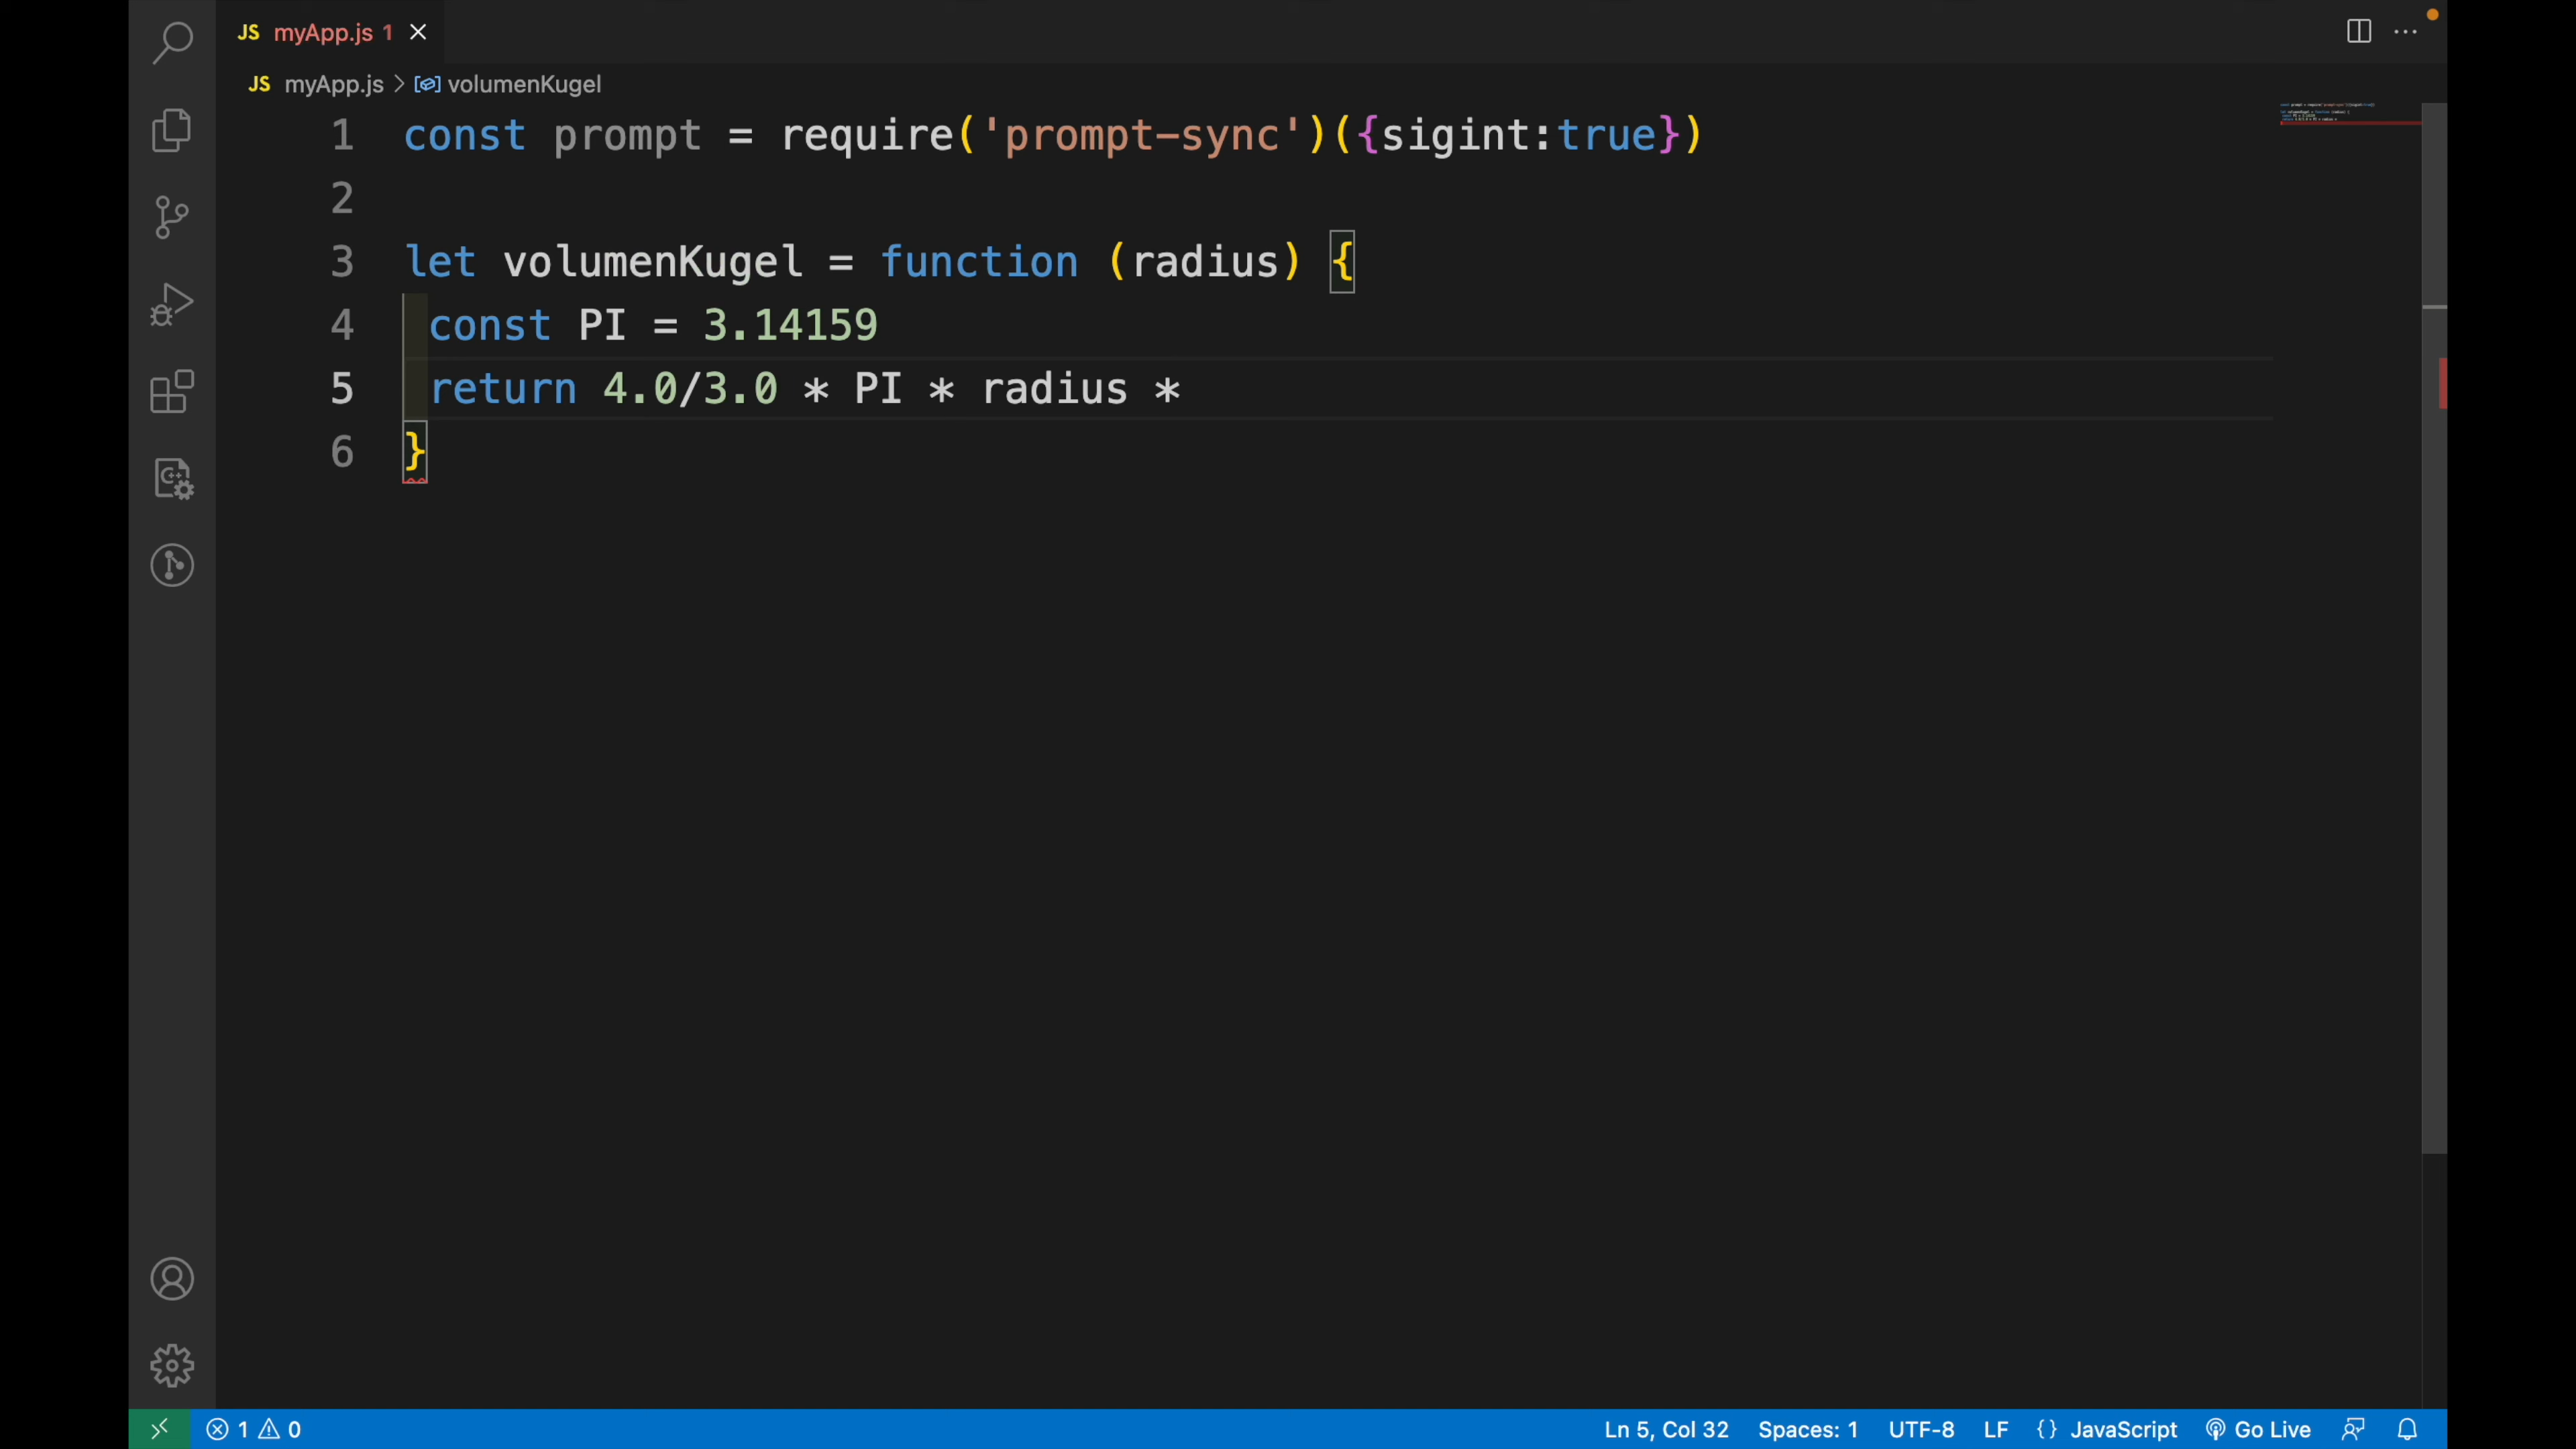 JS myApp.js 1
JS myApp.js > volumenKugel
1 const prompt = require('prompt-sync')({sigint:true})
2
3 let volumenKugel = function (radius) {
4 const PI = 3.14159
5 return 4.0/3.0 * PI * radius *
6 }
1 0 Ln 5, Col 32 Spaces: 1 UTF-8 LF {} JavaScript Go Live